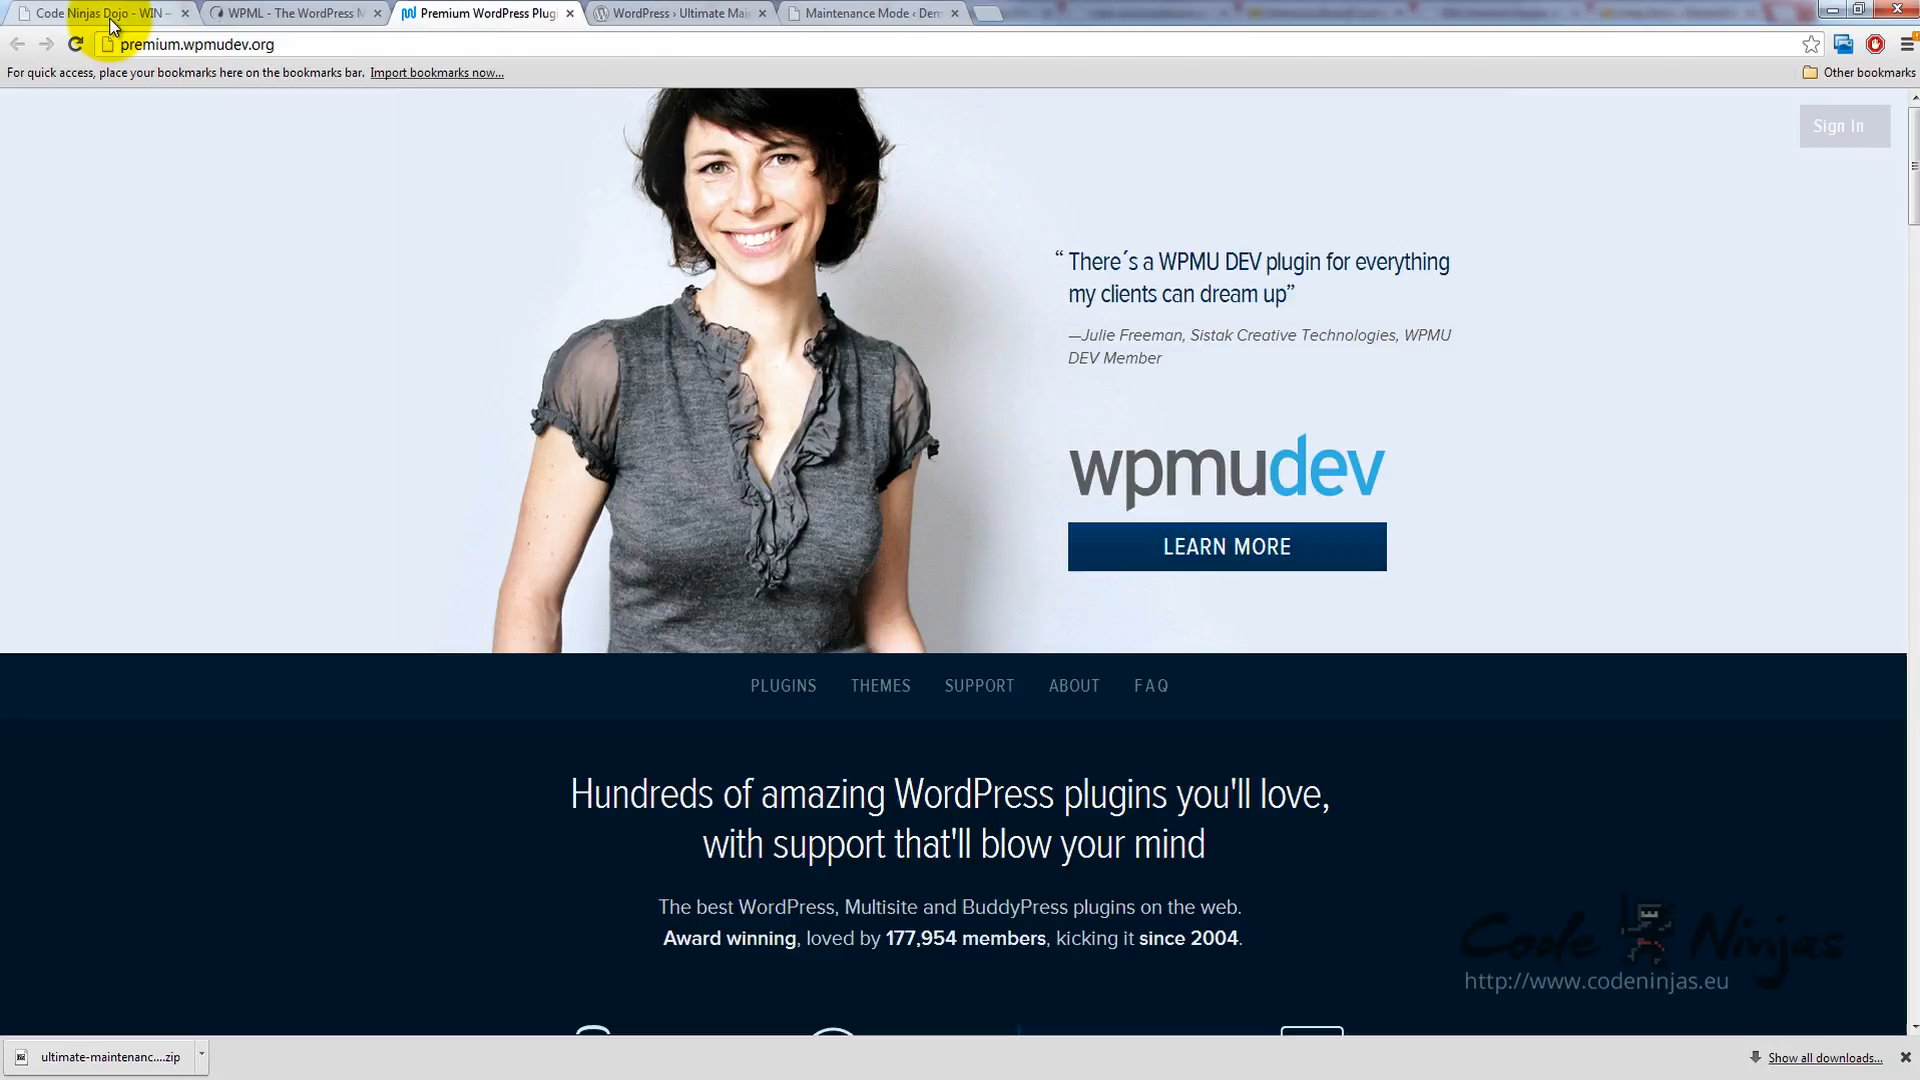 Code Ninjas Dojo - WIN –
WPML - The WordPress M
Premium WordPress Plugi
WordPress › Ultimate Mai
Maintenance Mode ‹ Dem
premium.wpmudev.org
For quick access, place your bookmarks here on the bookmarks bar. Import bookmarks now...
Other bookmarks
Sign In
“ There´s a WPMU DEV plugin for everything
my clients can dream up”
—Julie Freeman, Sistak Creative Technologies, WPMU
DEV Member
wpmudev
LEARN MORE
PLUGINS THEMES SUPPORT ABOUT FAQ
Hundreds of amazing WordPress plugins you'll love,
with support that'll blow your mind
The best WordPress, Multisite and BuddyPress plugins on the web.
Award winning, loved by 177,954 members, kicking it since 2004.
Code Ninjas
http://www.codeninjas.eu
ultimate-maintenanc....zip
Show all downloads...